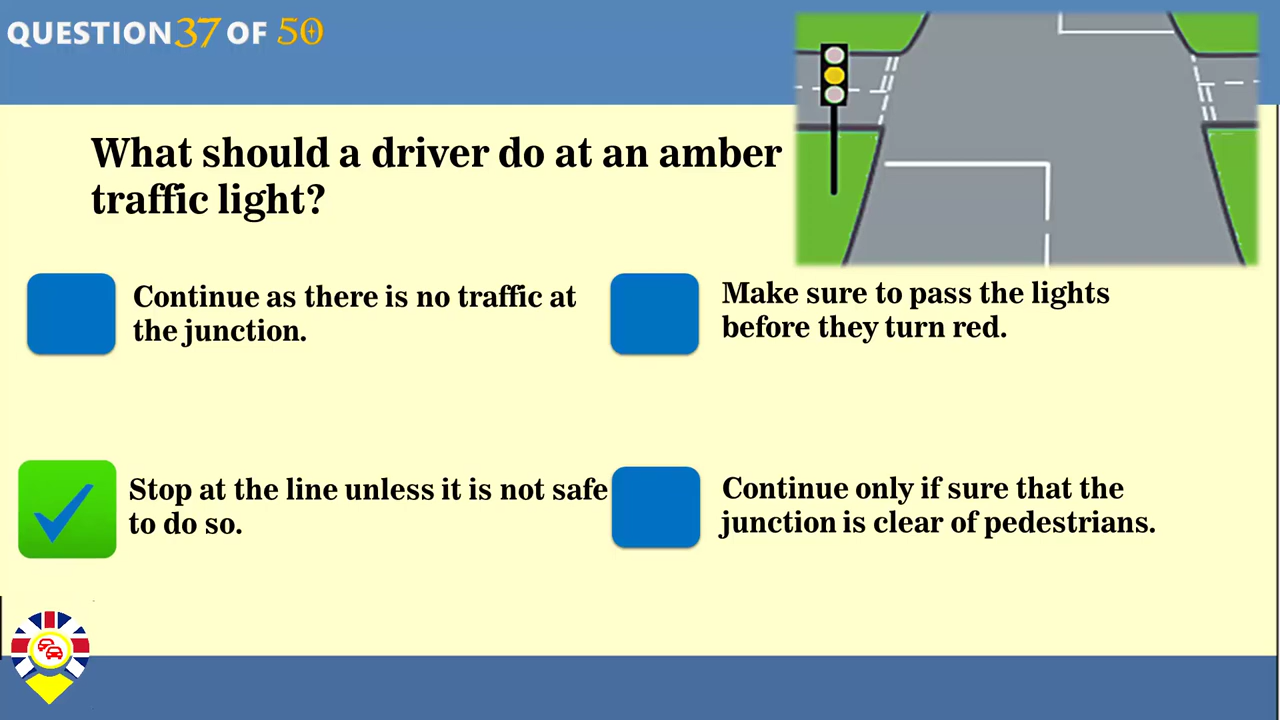 QUESTION 37 OF 50
What should a driver do at an amber
traffic light?
Continue as there is no traffic at
the junction.
Make sure to pass the lights
before they turn red.
Stop at the line unless it is not safe
to do so.
Continue only if sure that the
junction is clear of pedestrians.